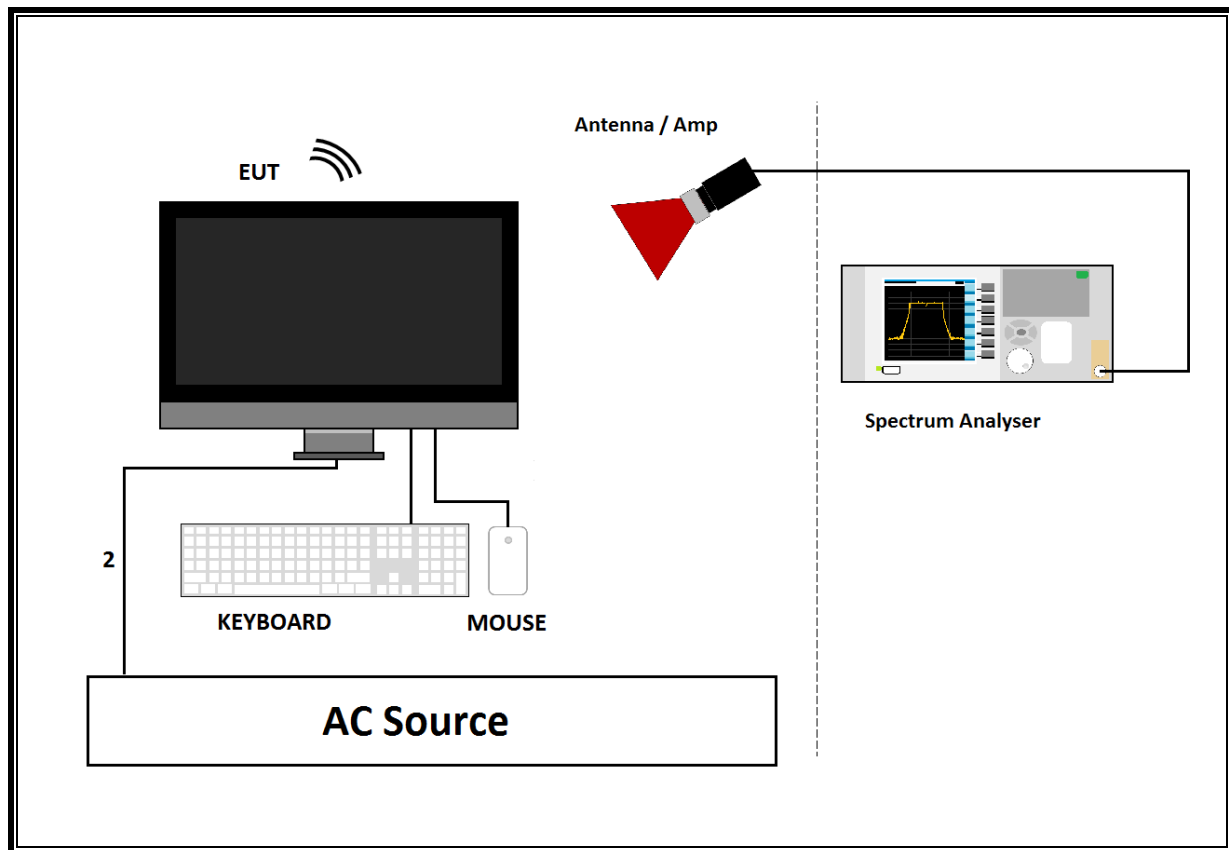 Antenna / Amp
EUT
Spectrum Analyser
2
KEYBOARD
MOUSE
AC Source